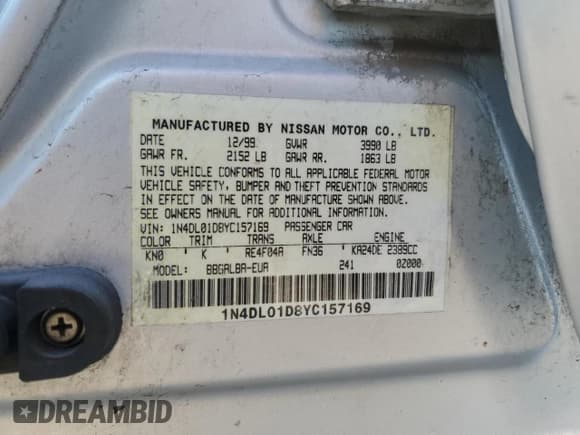 MANUFACTURED BY NISSAN MOTOR CO., LTD.
DATE 12/99 GVWR 3990 LB
GAWR FR. 2152 LB GAWR RR. 1863 LB
THIS VEHICLE CONFORMS TO ALL APPLICABLE FEDERAL MOTOR
VEHICLE SAFETY, BUMPER AND THEFT PREVENTION STANDARDS
IN EFFECT ON THE DATE OF MANUFACTURE SHOWN ABOVE.
SEE OWNERS MANUAL FOR ADDITIONAL INFORMATION.
VIN: 1N4DL01D8YC157169 PASSENGER CAR
COLOR TRIM TRANS AXLE ENGINE
KN0 K RE4F04A FN36 KA24DE 2389CC
MODEL: BBGALBA-EUA 241 02000
1N4DL01D8YC157169
DREAMBID